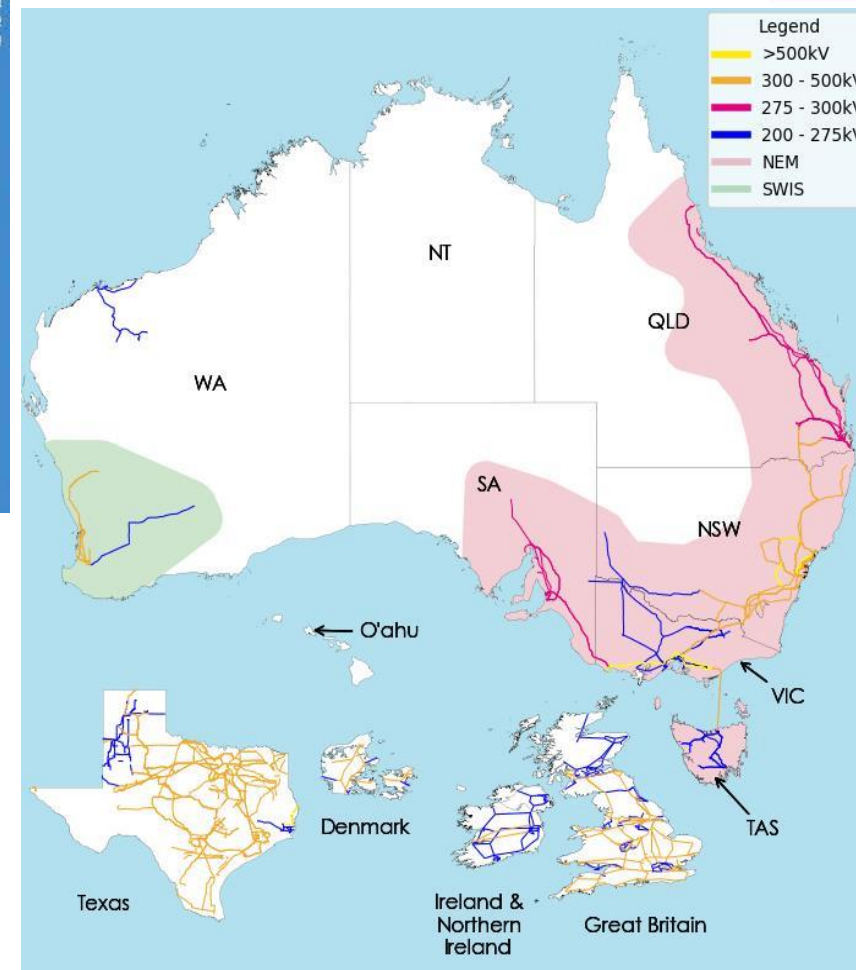 Legend
>500kV
300 - 500kV
275 - 300kV
200 - 275kV
NEM
SWIS
NT
QLD
WA
SA
NSW
O'ahu
VIC
TAS
Denmark
Texas
Ireland &
Northern
Ireland
Great Britain